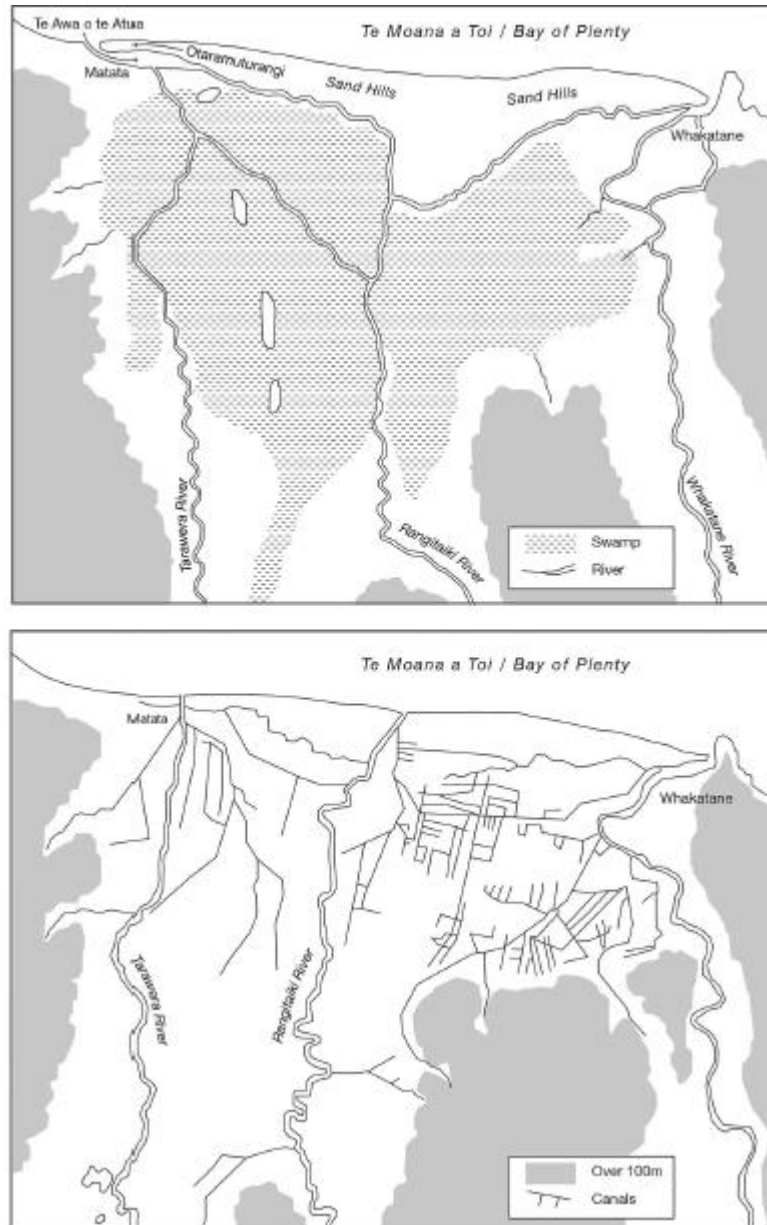 Te Awa o te Atua
Te Moana a Toi / Bay of Plenty
Otaramuturangi
Matata
Sand Hills
Sand Hills
Whakatane
Tarawera River
Rangitaiki River
Whakatane River
Swamp
River
Te Moana a Toi / Bay of Plenty
Matata
Whakatane
Tarawera River
Rangitaiki River
Over 100m
Canals